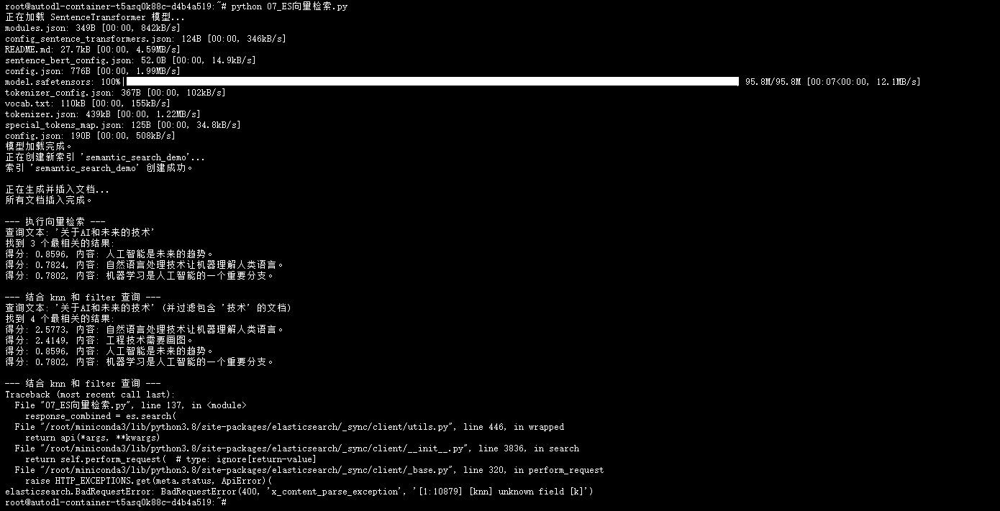 root@autodl-container-t5asq0k88c-d4b4a519:~# python 07_ES向量检索.py
正在加载 SentenceTransformer 模型...
modules.json: 349B [00:00, 842kB/s]
config_sentence_transformers.json: 124B [00:00, 346kB/s]
README.md: 27.7kB [00:00, 4.59MB/s]
sentence_bert_config.json: 52.0B [00:00, 14.9kB/s]
config.json: 776B [00:00, 1.99MB/s]
model.safetensors: 100%| 95.8M/95.8M [00:07<00:00, 12.1MB/s]
tokenizer_config.json: 367B [00:00, 102kB/s]
vocab.txt: 110kB [00:00, 155kB/s]
tokenizer.json: 439kB [00:00, 1.22MB/s]
special_tokens_map.json: 125B [00:00, 34.8kB/s]
config.json: 190B [00:00, 508kB/s]
模型加载完成。
正在创建新索引 'semantic_search_demo'...
索引 'semantic_search_demo' 创建成功。
正在生成并插入文档...
所有文档插入完成。
--- 执行向量检索 ---
查询文本: '关于AI和未来的技术'
找到 3 个最相关的结果:
得分: 0.8596, 内容: 人工智能是未来的趋势。
得分: 0.7824, 内容: 自然语言处理技术让机器理解人类语言。
得分: 0.7802, 内容: 机器学习是人工智能的一个重要分支。
--- 结合 knn 和 filter 查询 ---
查询文本: '关于AI和未来的技术' (并过滤包含 '技术' 的文档)
找到 4 个最相关的结果:
得分: 2.5773, 内容: 自然语言处理技术让机器理解人类语言。
得分: 2.4149, 内容: 工程技术需要画图。
得分: 0.8596, 内容: 人工智能是未来的趋势。
得分: 0.7802, 内容: 机器学习是人工智能的一个重要分支。
--- 结合 knn 和 filter 查询 ---
Traceback (most recent call last):
  File "07_ES向量检索.py", line 137, in <module>
    response_combined = es.search(
  File "/root/miniconda3/lib/python3.8/site-packages/elasticsearch/_sync/client/utils.py", line 446, in wrapped
    return api(*args, **kwargs)
  File "/root/miniconda3/lib/python3.8/site-packages/elasticsearch/_sync/client/__init__.py", line 3836, in search
    return self.perform_request(  # type: ignore[return-value]
  File "/root/miniconda3/lib/python3.8/site-packages/elasticsearch/_sync/client/_base.py", line 320, in perform_request
    raise HTTP_EXCEPTIONS.get(meta.status, ApiError)(
elasticsearch.BadRequestError: BadRequestError(400, 'x_content_parse_exception', '[1:10879] [knn] unknown field [k]')
root@autodl-container-t5asq0k88c-d4b4a519:~#